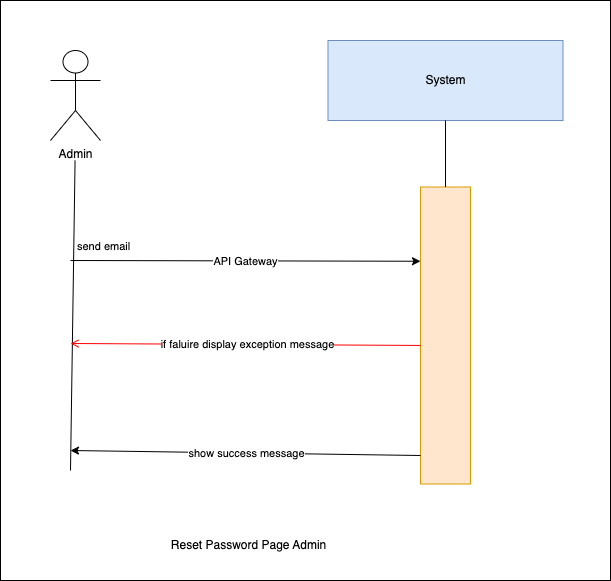 System
Admin
send email
API Gateway
if faluire display exception message
show success message
Reset Password Page Admin